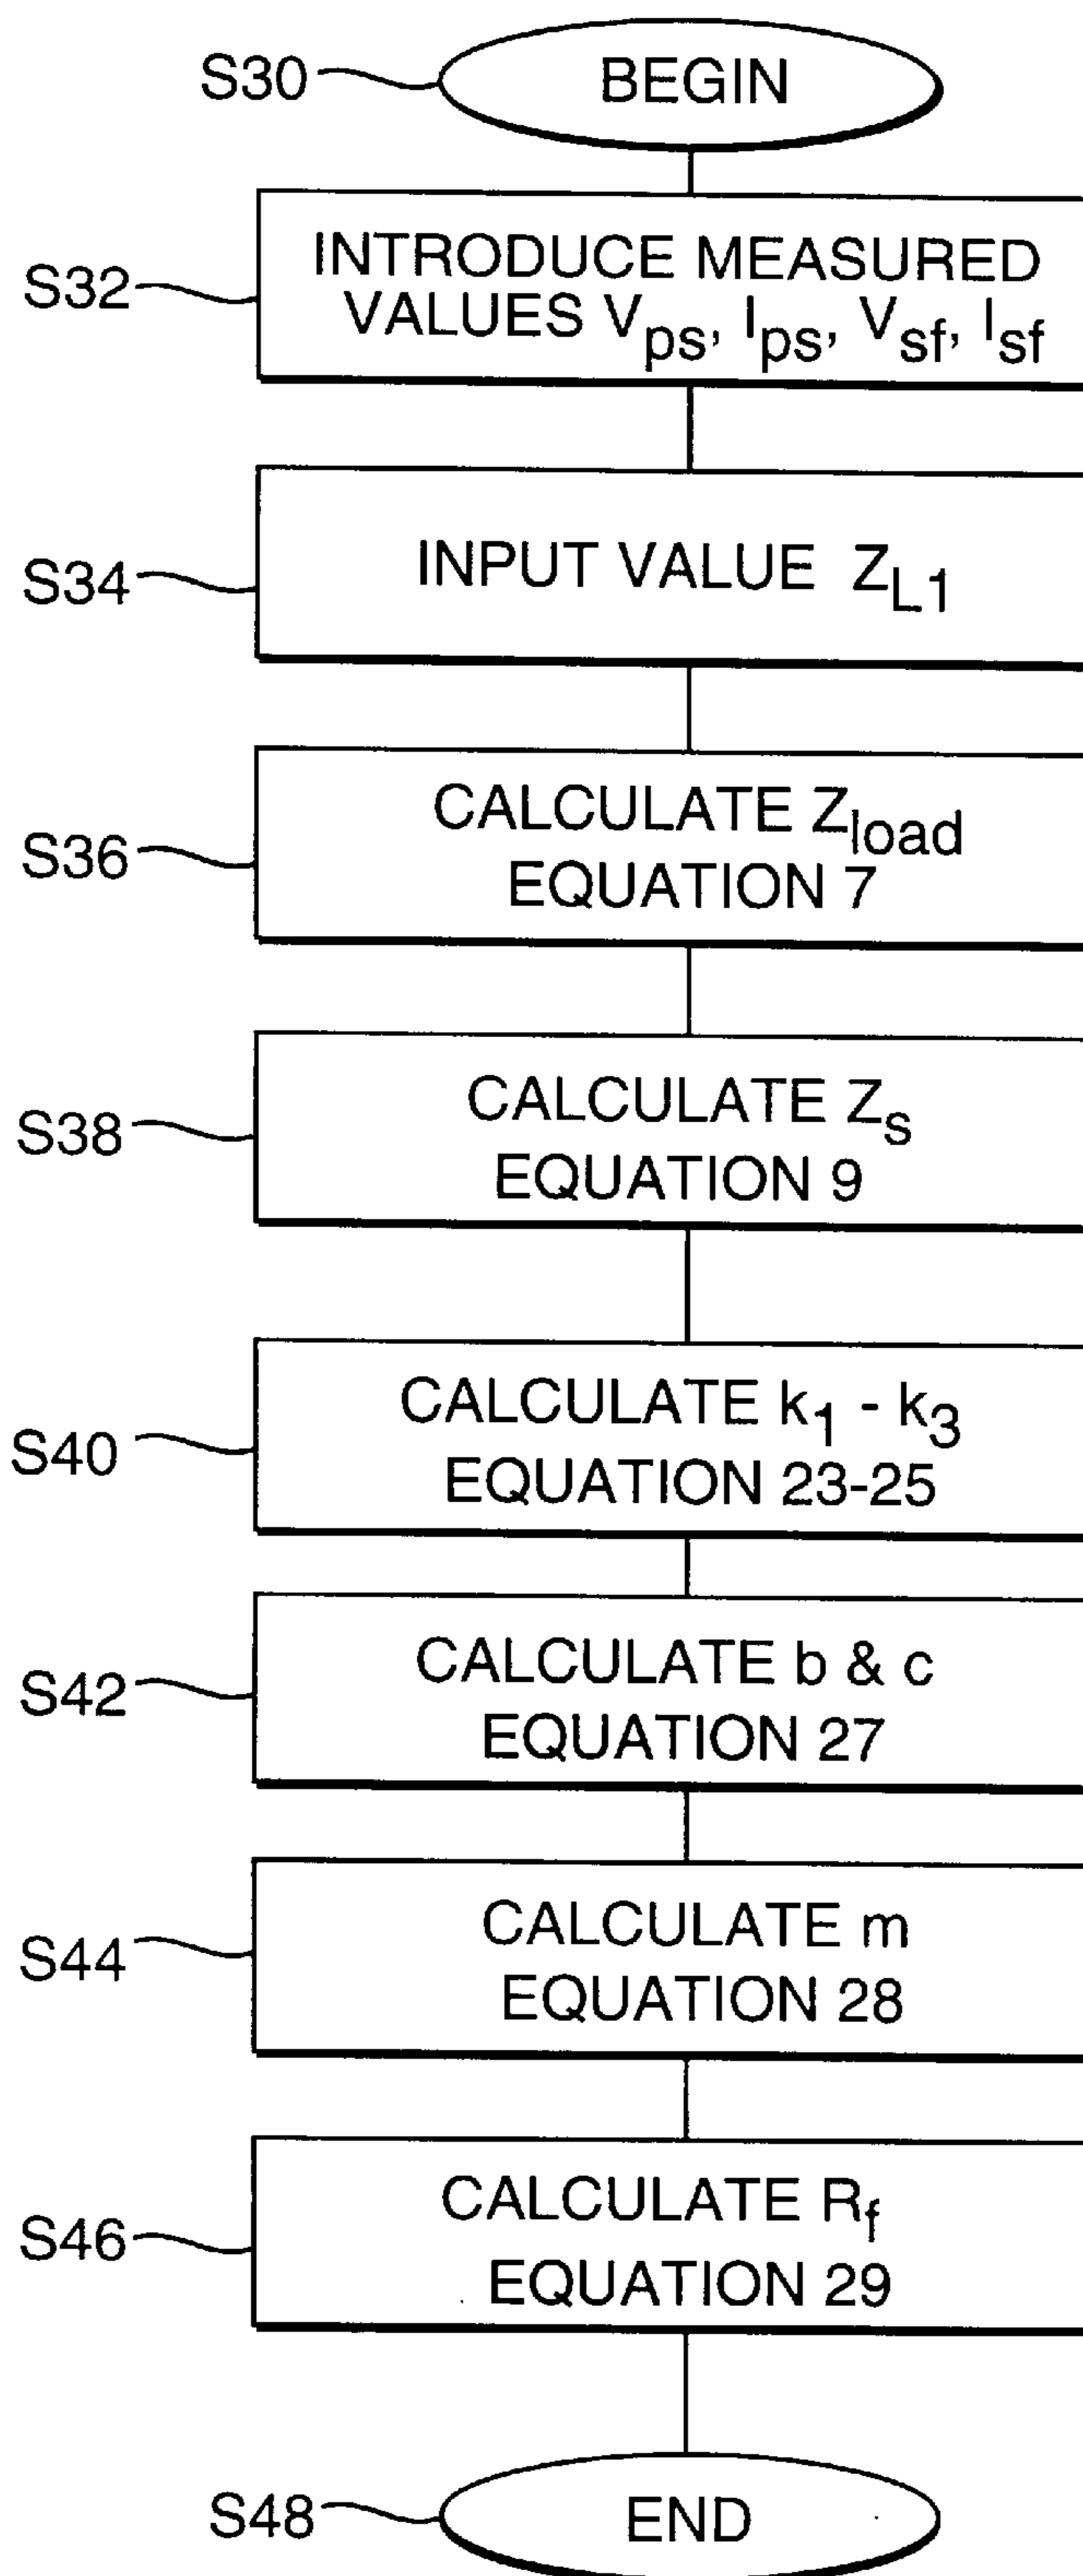 S30 BEGIN
S32 INTRODUCE MEASURED
VALUES Vps, Ips, Vsf, Isf
S34 INPUT VALUE ZL1
S36 CALCULATE Zload
EQUATION 7
S38 CALCULATE Zs
EQUATION 9
S40 CALCULATE k1 - k3
EQUATION 23-25
S42 CALCULATE b & c
EQUATION 27
S44 CALCULATE m
EQUATION 28
S46 CALCULATE Rf
EQUATION 29
S48 END